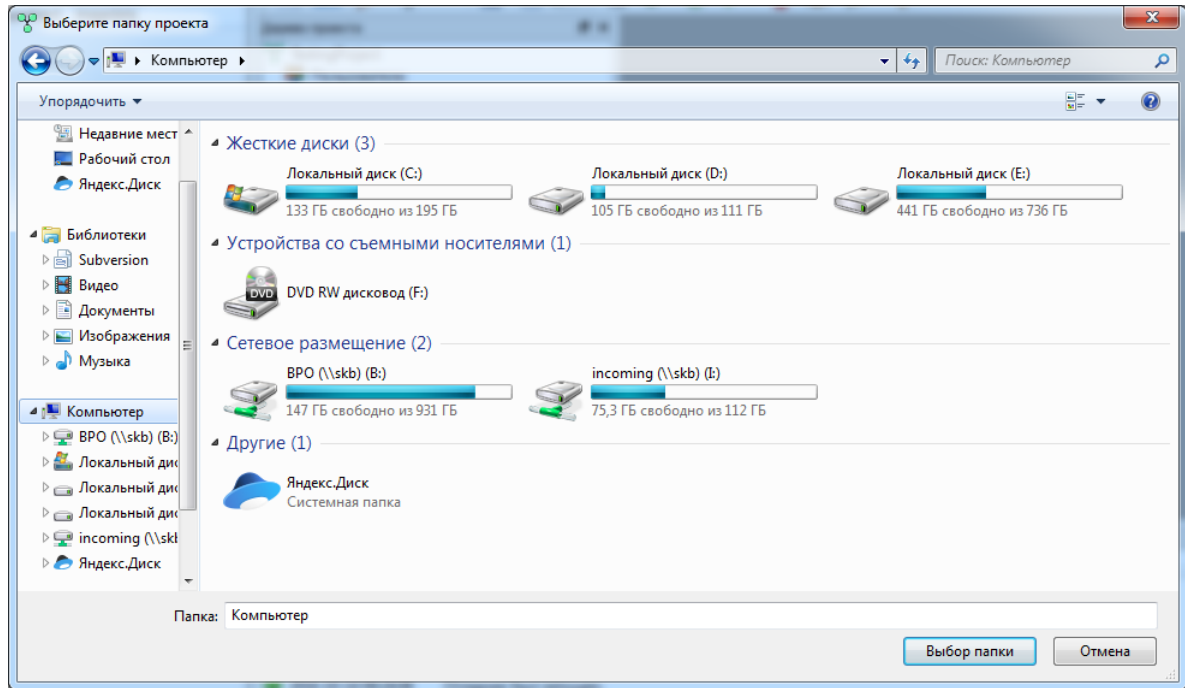 Выберите папку проекта
Компьютер
Поиск: Компьютер
Упорядочить
Недавние мест
Рабочий стол
Яндекс.Диск
Библиотеки
Subversion
Видео
Документы
Изображения
Музыка
Компьютер
BPO (\\skb) (B:)
Локальный дис
Локальный дис
Локальный дис
incoming (\\skb
Яндекс.Диск
Жесткие диски (3)
Локальный диск (C:)
133 ГБ свободно из 195 ГБ
Локальный диск (D:)
105 ГБ свободно из 111 ГБ
Локальный диск (E:)
441 ГБ свободно из 736 ГБ
Устройства со съемными носителями (1)
DVD
DVD RW дисковод (F:)
Сетевое размещение (2)
BPO (\\skb) (B:)
147 ГБ свободно из 931 ГБ
incoming (\\skb) (I:)
75,3 ГБ свободно из 112 ГБ
Другие (1)
Яндекс.Диск
Системная папка
Папка: Компьютер
Выбор папки
Отмена